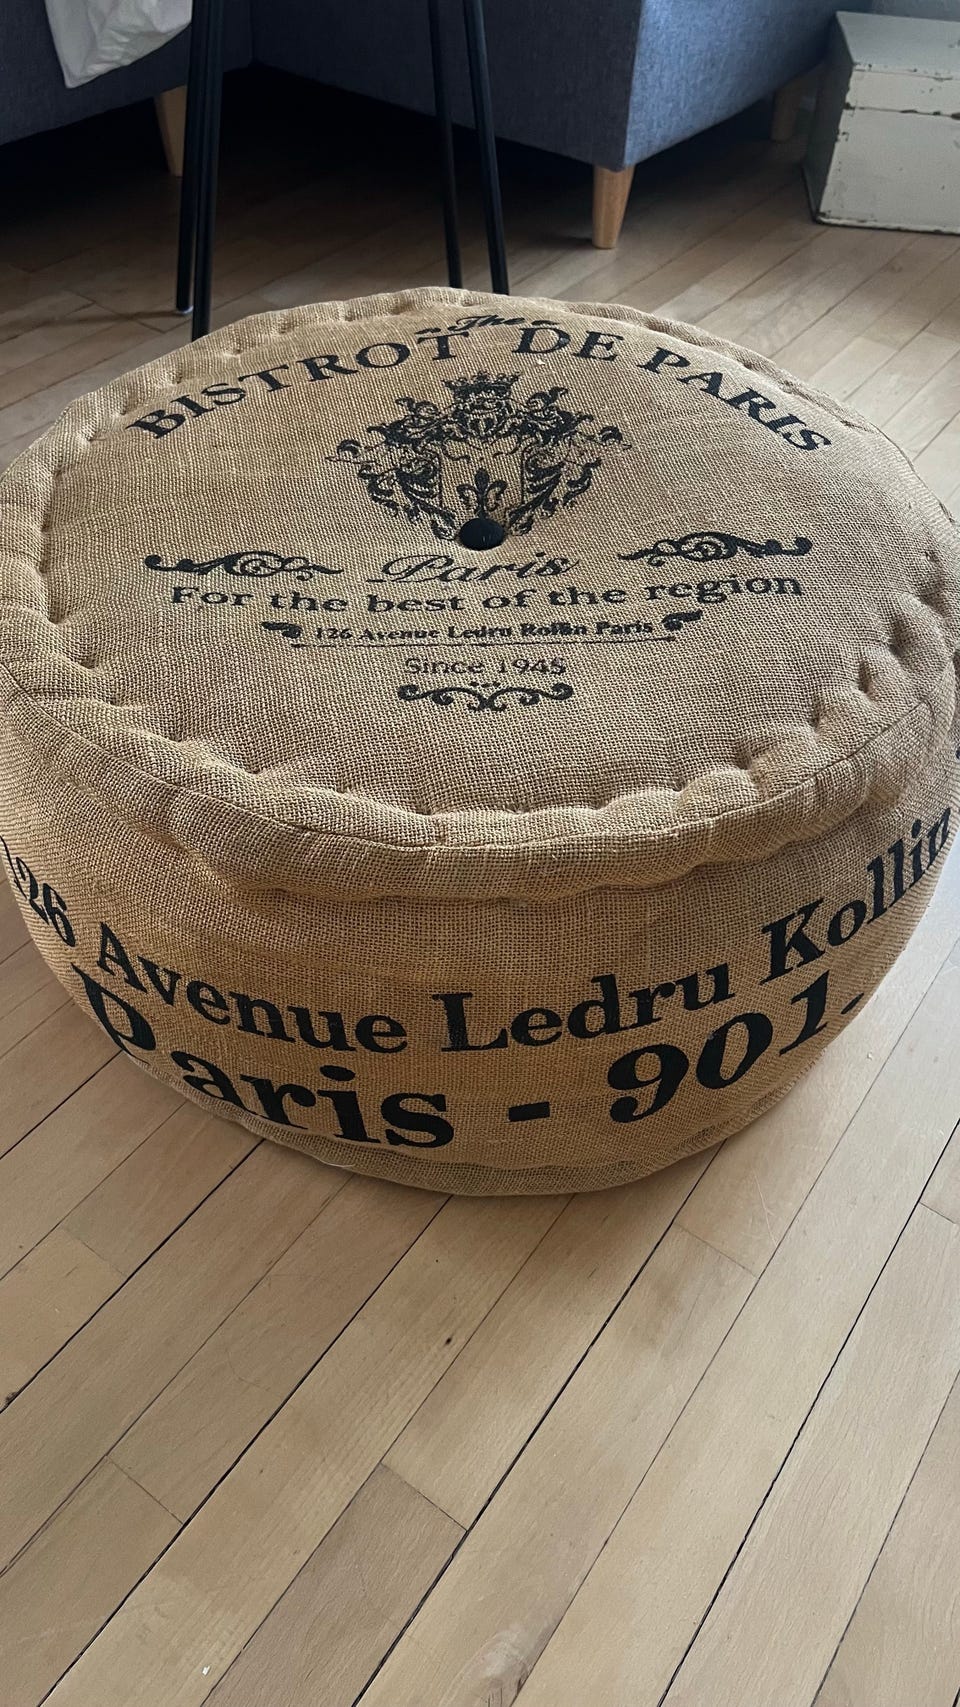 The
BISTROT DE PARIS
Paris
For the best of the region
126 Avenue Ledru Rollin Paris
Since 1945
126 Avenue Ledru Kollin
Paris - 901-